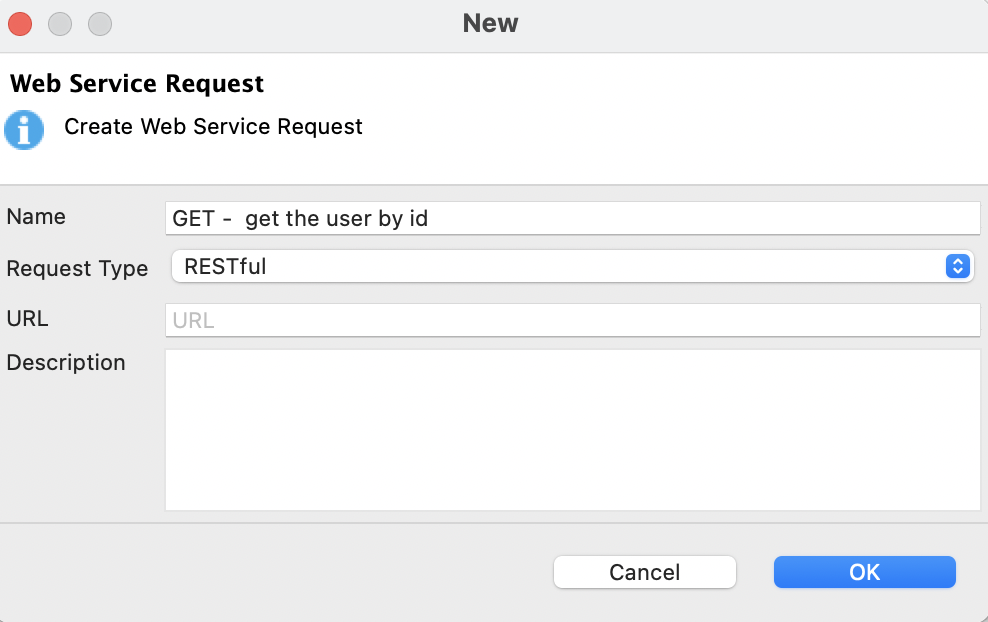 New
Web Service Request
Create Web Service Request
Name
GET -  get the user by id
Request Type
RESTful
URL
URL
Description
Cancel
OK